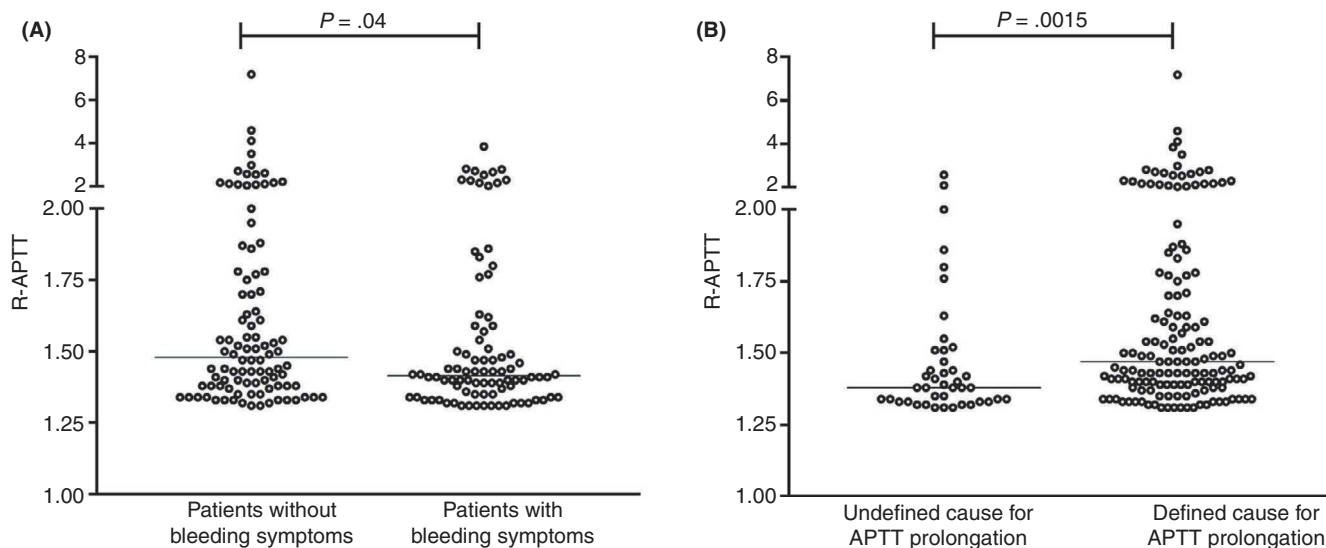 (A)
P = .04
8
6
4
2
2.00
1.75
1.50
1.25
1.00
R-APTT
Patients without
bleeding symptoms
Patients with
bleeding symptoms
(B)
P = .0015
8
6
4
2
2.00
1.75
1.50
1.25
1.00
R-APTT
Undefined cause for
APTT prolongation
Defined cause for
APTT prolongation